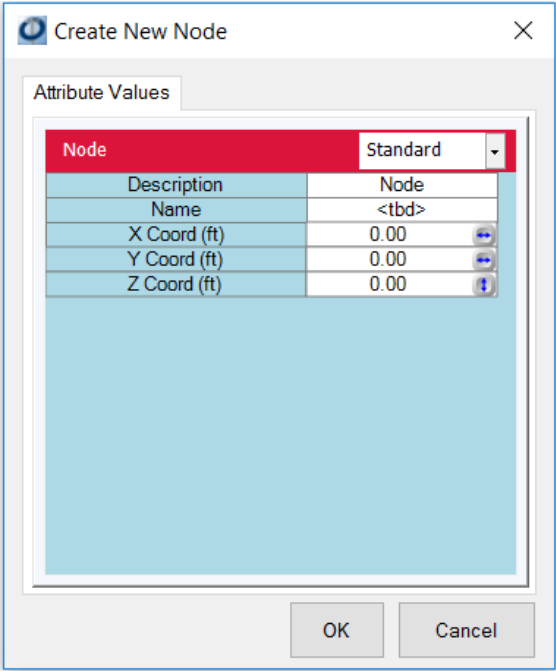 Create New Node
Attribute Values
Node Standard
Description Node
Name <tbd>
X Coord (ft) 0.00
Y Coord (ft) 0.00
Z Coord (ft) 0.00
OK Cancel